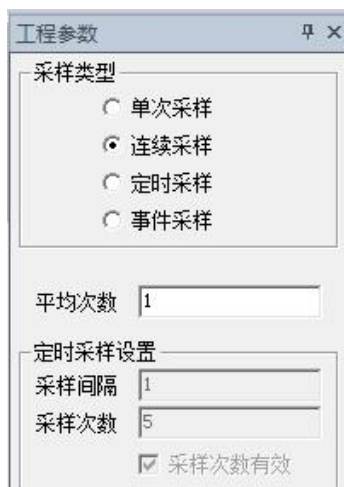 工程参数
采样类型
单次采样
连续采样
定时采样
事件采样
平均次数 1
定时采样设置
采样间隔 1
采样次数 5
采样次数有效